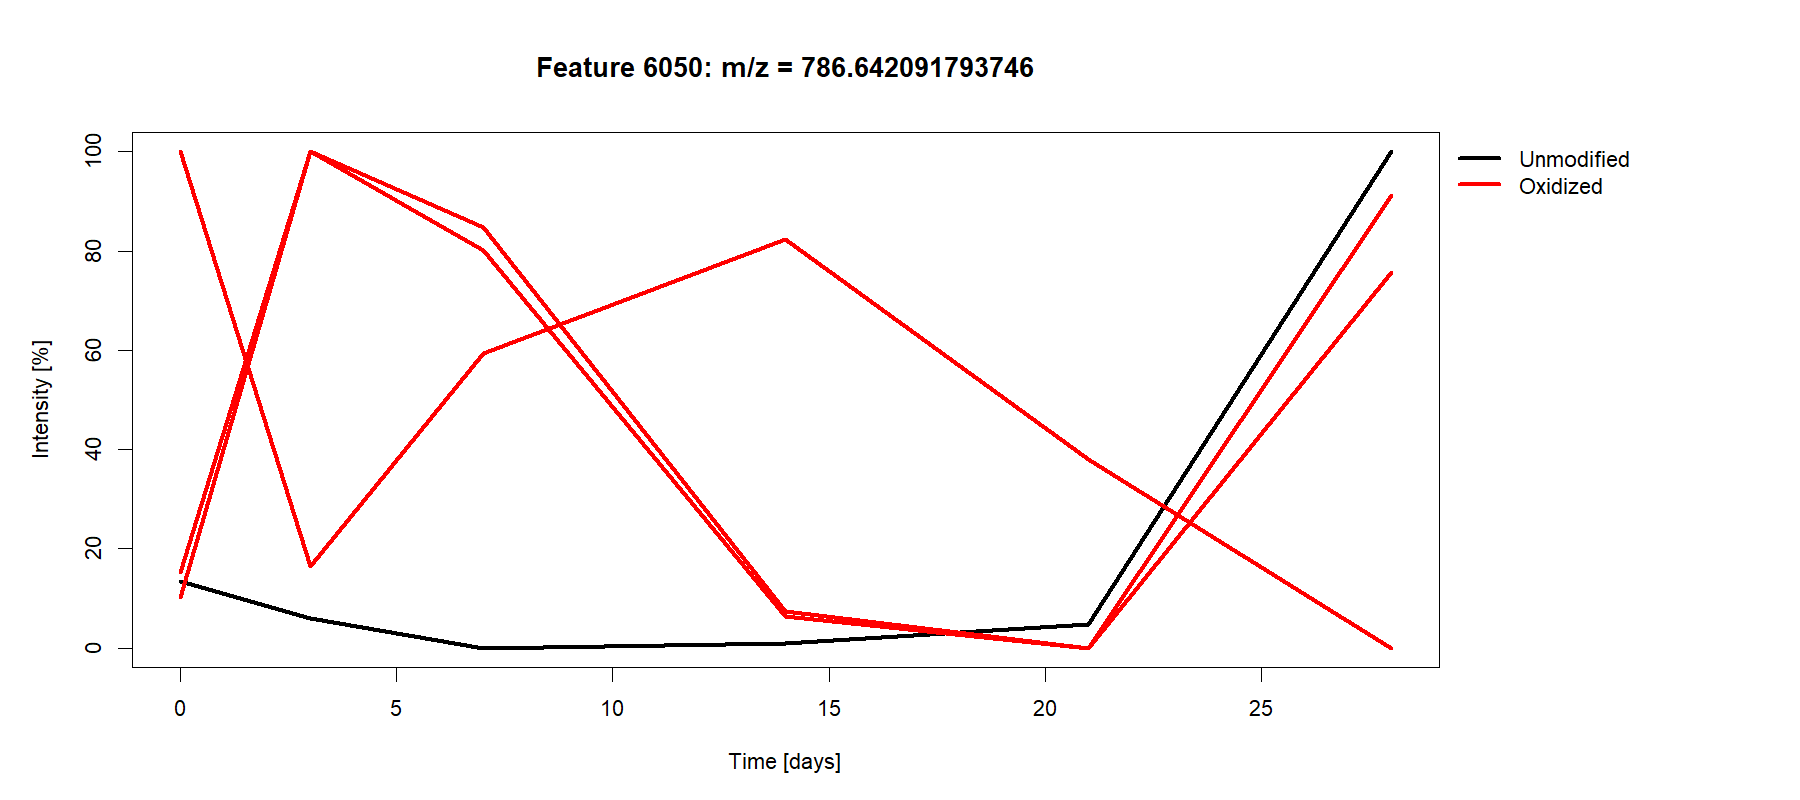 Feature 6050: m/z = 786.642091793746
Unmodified
Oxidized
Intensity [%]
100
80
60
40
20
0
0 5 10 15 20 25
Time [days]